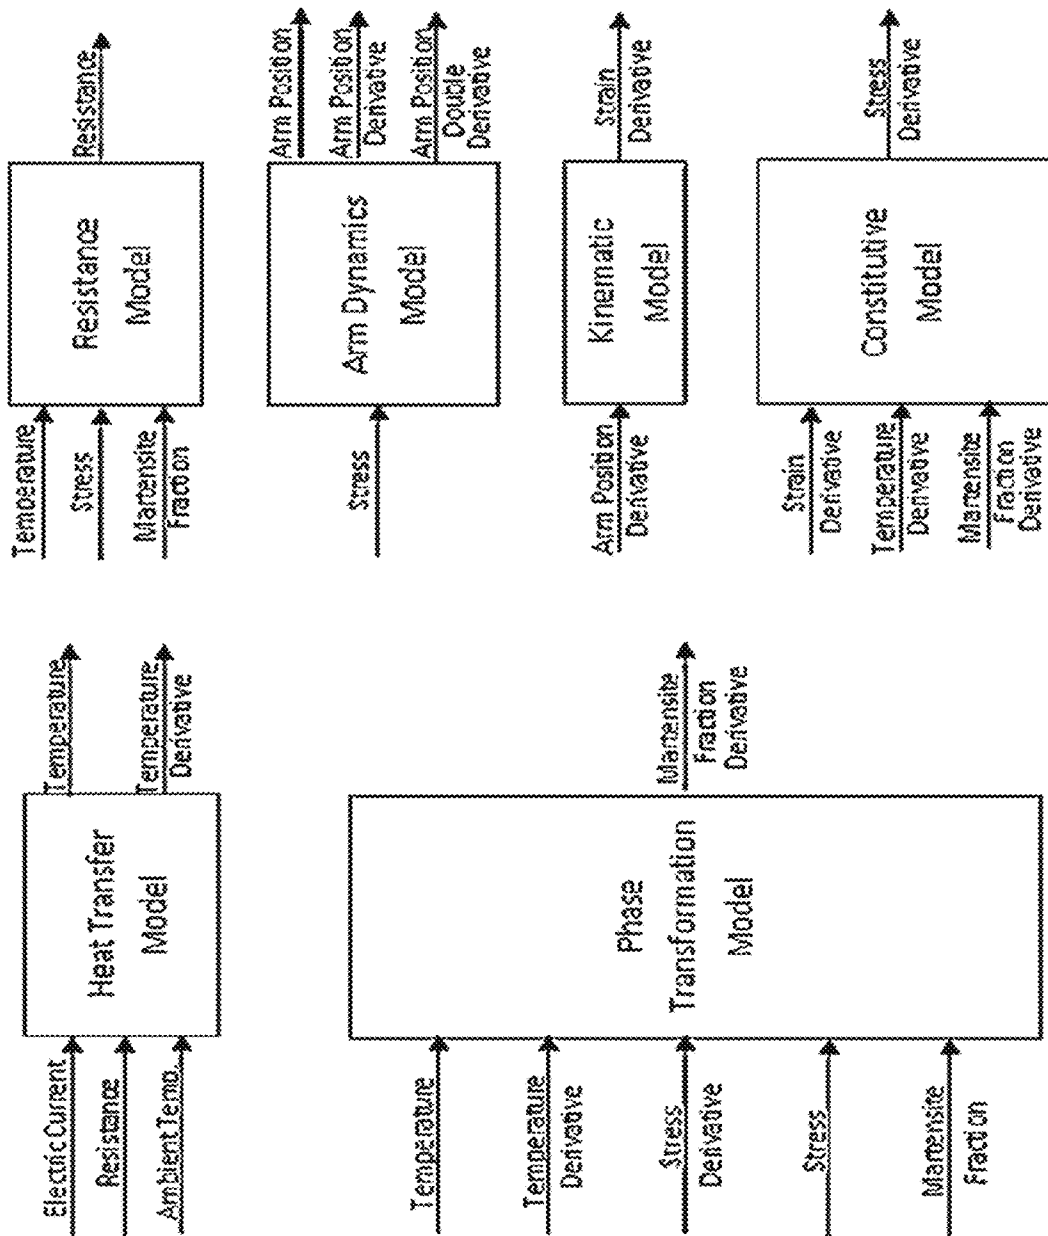 Electric Current
Resistance
Ambient Temp.
Heat Transfer
Model
Temperature
Temperature
Derivative
Temperature
Stress
Martensite
Fraction
Resistance
Model
Resistance
Temperature
Temperature
Derivative
Stress
Derivative
Stress
Martensite
Fraction
Phase
Transformation
Model
Martensite
Fraction
Derivative
Stress
Arm Dynamics
Model
Arm Position
Arm Position
Derivative
Arm Position
Double
Derivative
Arm Position
Derivative
Kinematic
Model
Strain
Derivative
Strain
Derivative
Temperature
Derivative
Martensite
Fraction
Derivative
Constitutive
Model
Stress
Derivative